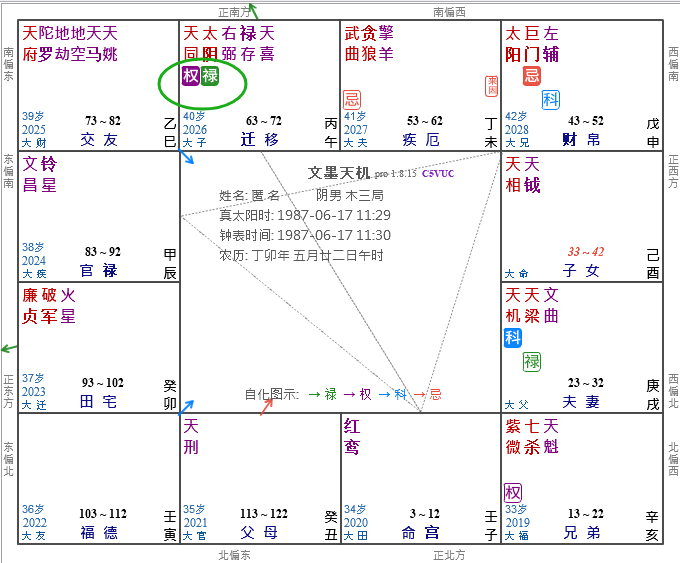 正南方
南偏西
天陀地地天天
府罗劫空马姚
39岁
2025
大财
73~82
交友
乙
巳
天太右禄天
同阴弼存喜
权禄
40岁
2026
大子
63~72
迁移
丙
午
武贪擎
曲狼羊
忌
来因
41岁
2027
大夫
53~62
疾厄
丁
未
太巨左
阳门辅
忌
科
42岁
2028
大兄
43~52
财帛
戊
申
南偏东
西偏南
东偏南
文铃
昌星
38岁
2024
大疾
83~92
官禄
甲
辰
文墨天机 pro 1.8.15 C5VUC
姓名: 匿名 阴男 木三局
真太阳时: 1987-06-17 11:29
钟表时间: 1987-06-17 11:30
农历: 丁卯年 五月廿二日午时
自化图示: →禄 →权 →科 →忌
天天
相钺
大命
33~42
子女
己
酉
正西方
廉破火
贞军星
37岁
2023
大迁
93~102
田宅
癸
卯
正东方
天天文
机梁曲
科
禄
大父
23~32
夫妻
庚
戌
西偏北
东偏北
36岁
2022
大友
103~112
福德
壬
寅
天
刑
35岁
2021
大官
113~122
父母
癸
丑
红
鸾
34岁
2020
大田
3~12
命宫
壬
子
紫七天
微杀魁
权
33岁
2019
大福
13~22
兄弟
辛
亥
北偏西
北偏东
正北方